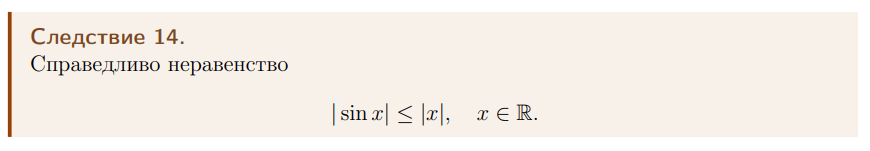 Следствие 14.
Справедливо неравенство
| sin x| ≤ |x|, x ∈ ℝ.